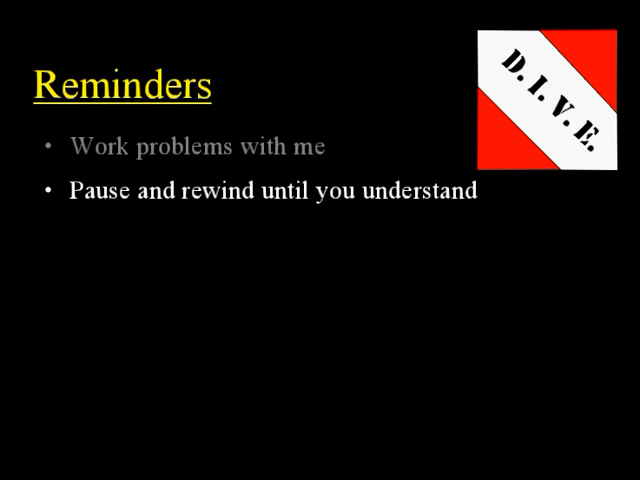 Reminders
D. I. V. E.
• Work problems with me
• Pause and rewind until you understand